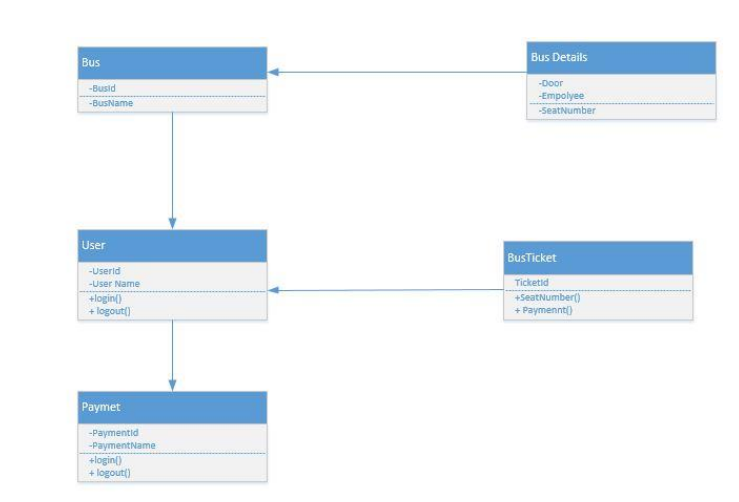 Bus
-BusId
-BusName
Bus Details
-Door
-Empolyee
-SeatNumber
User
-UserId
-User Name
+login()
+ logout()
BusTicket
TicketId
+SeatNumber()
+ Paymennt()
Paymet
-PaymentId
-PaymentName
+login()
+ logout()